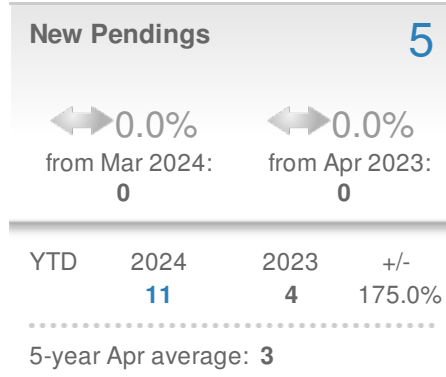 New Pendings 5
0.0% 0.0%
from Mar 2024: from Apr 2023:
0 0
YTD 2024 2023 +/-
11 4 175.0%
5-year Apr average: 3